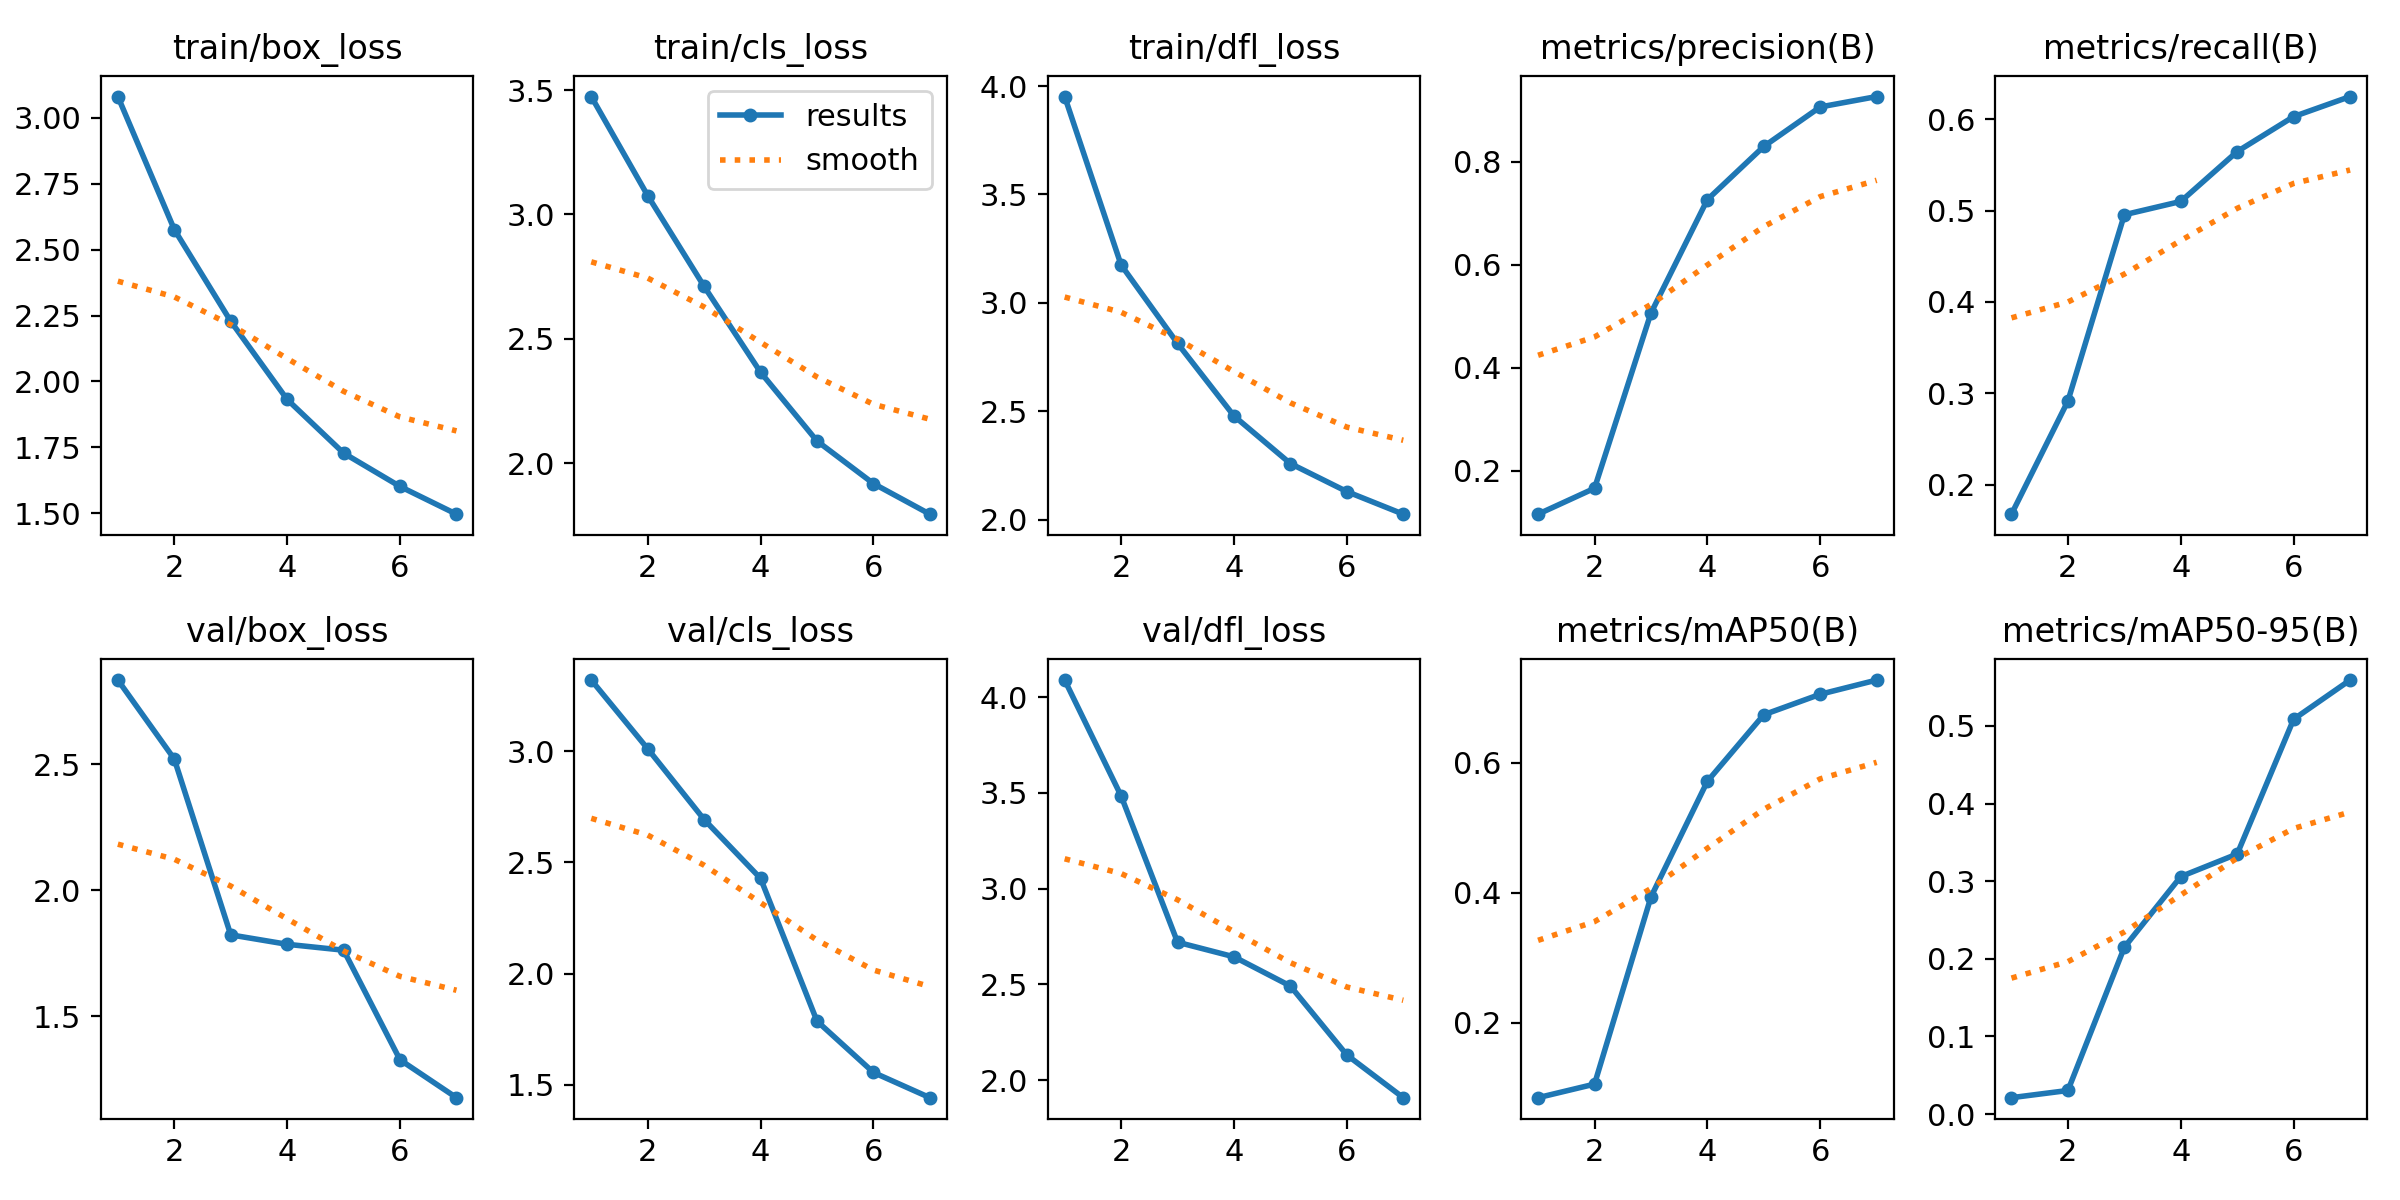 train/box_loss
3.00
2.75
2.50
2.25
2.00
1.75
1.50
2 4 6
train/cls_loss
results
smooth
3.5
3.0
2.5
2.0
2 4 6
train/dfl_loss
4.0
3.5
3.0
2.5
2.0
2 4 6
metrics/precision(B)
0.8
0.6
0.4
0.2
2 4 6
metrics/recall(B)
0.6
0.5
0.4
0.3
0.2
2 4 6
val/box_loss
2.5
2.0
1.5
2 4 6
val/cls_loss
3.0
2.5
2.0
1.5
2 4 6
val/dfl_loss
4.0
3.5
3.0
2.5
2.0
2 4 6
metrics/mAP50(B)
0.6
0.4
0.2
2 4 6
metrics/mAP50-95(B)
0.5
0.4
0.3
0.2
0.1
0.0
2 4 6